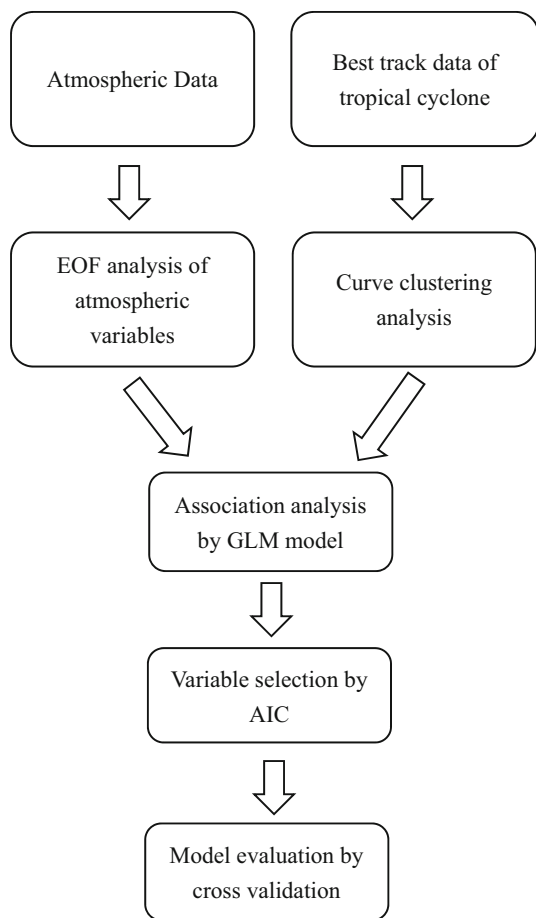 Atmospheric Data
Best track data of
tropical cyclone
EOF analysis of
atmospheric
variables
Curve clustering
analysis
Association analysis
by GLM model
Variable selection by
AIC
Model evaluation by
cross validation